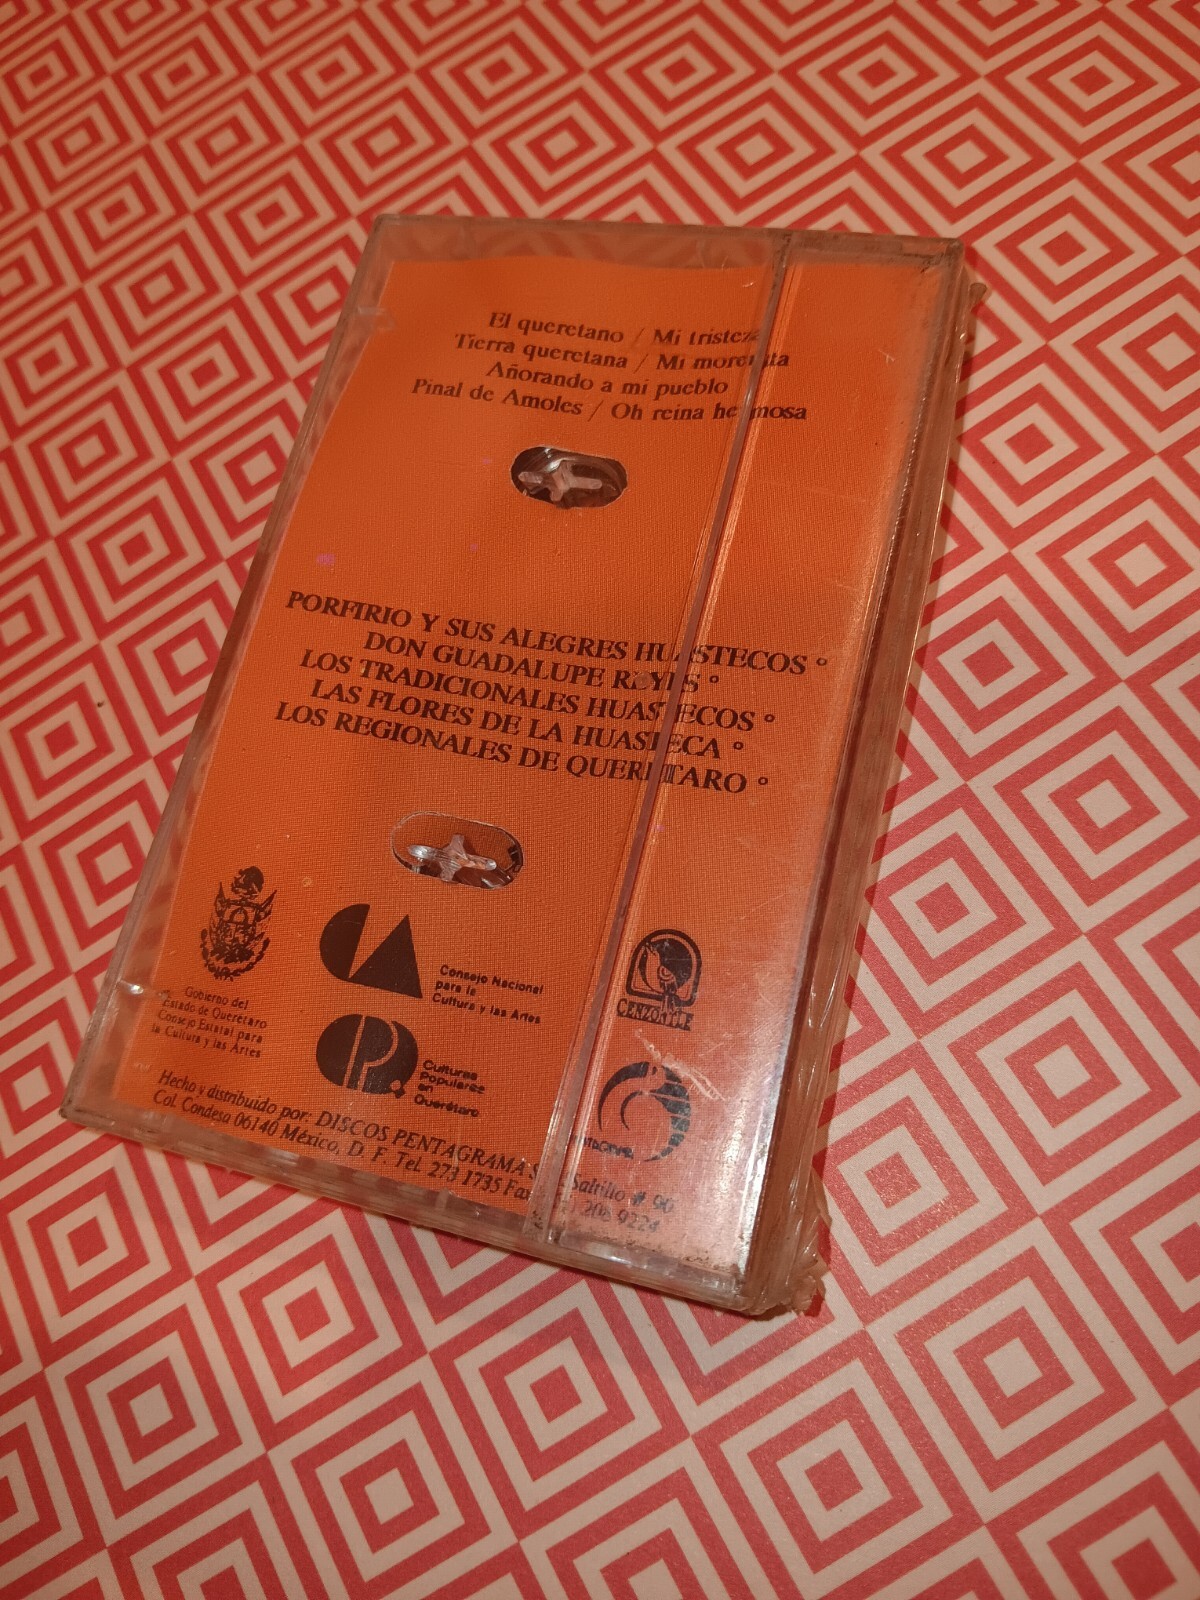 El queretano / Mi tristeza
Tierra queretana / Mi morenita
Añorando a mi pueblo
Pinal de Amoles / Oh reina hermosa
PORFIRIO Y SUS ALEGRES HUASTECOS °
DON GUADALUPE REYES °
LOS TRADICIONALES HUASTECOS °
LAS FLORES DE LA HUASTECA °
LOS REGIONALES DE QUERETARO °
Gobierno del
Estado de Querétaro
Consejo Estatal para
la Cultura y las Artes
CA
Consejo Nacional
para la
Cultura y las Artes
CP.
Culturas
Populares
en
Querétaro
CENZONTLE
PENTAGRAMA
Hecho y distribuido por: DISCOS PENTAGRAMA S. Saltillo # 90
Col. Condesa 06140 México, D. F. Tel. 273 1735 Fax 208 9224